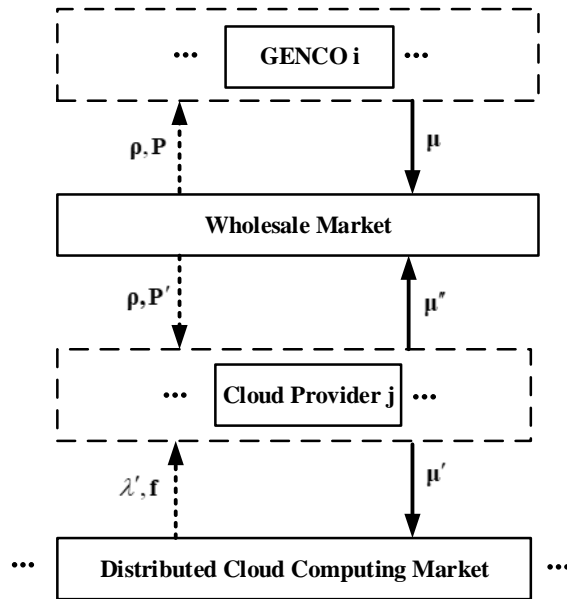 ... GENCO i ...
ρ, P
μ
Wholesale Market
ρ, P′
μ″
... Cloud Provider j ...
λ′, f
μ′
... Distributed Cloud Computing Market ...